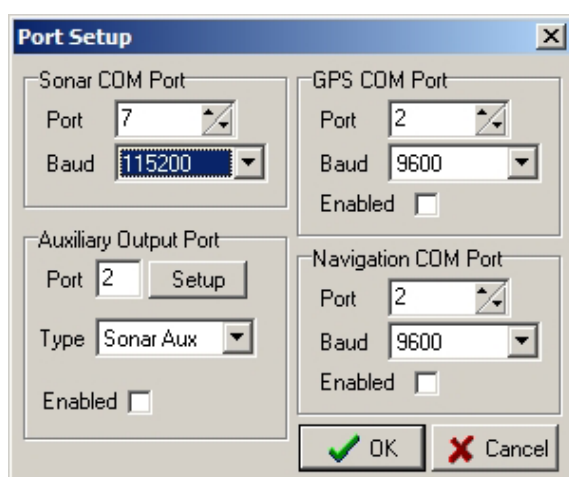 Port Setup
Sonar COM Port
Port 7
Baud 115200
Auxiliary Output Port
Port 2 Setup
Type Sonar Aux
Enabled
GPS COM Port
Port 2
Baud 9600
Enabled
Navigation COM Port
Port 2
Baud 9600
Enabled
OK Cancel